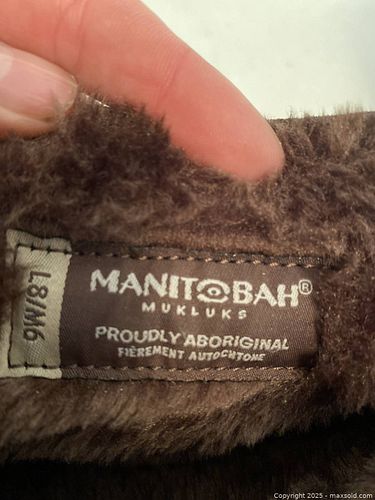 L8/M6
MANITOBAH®
MUKLUKS
PROUDLY ABORIGINAL
FIÈREMENT AUTOCHTONE
Copyright © 2025 - maxsold.com